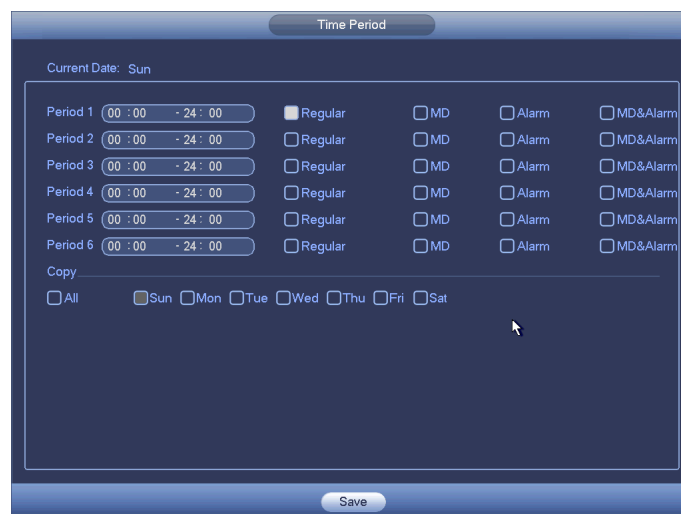 Time Period
Current Date: Sun
Period 1 00 : 00 - 24 : 00 Regular MD Alarm MD&Alarm
Period 2 00 : 00 - 24 : 00 Regular MD Alarm MD&Alarm
Period 3 00 : 00 - 24 : 00 Regular MD Alarm MD&Alarm
Period 4 00 : 00 - 24 : 00 Regular MD Alarm MD&Alarm
Period 5 00 : 00 - 24 : 00 Regular MD Alarm MD&Alarm
Period 6 00 : 00 - 24 : 00 Regular MD Alarm MD&Alarm
Copy
All Sun Mon Tue Wed Thu Fri Sat
Save